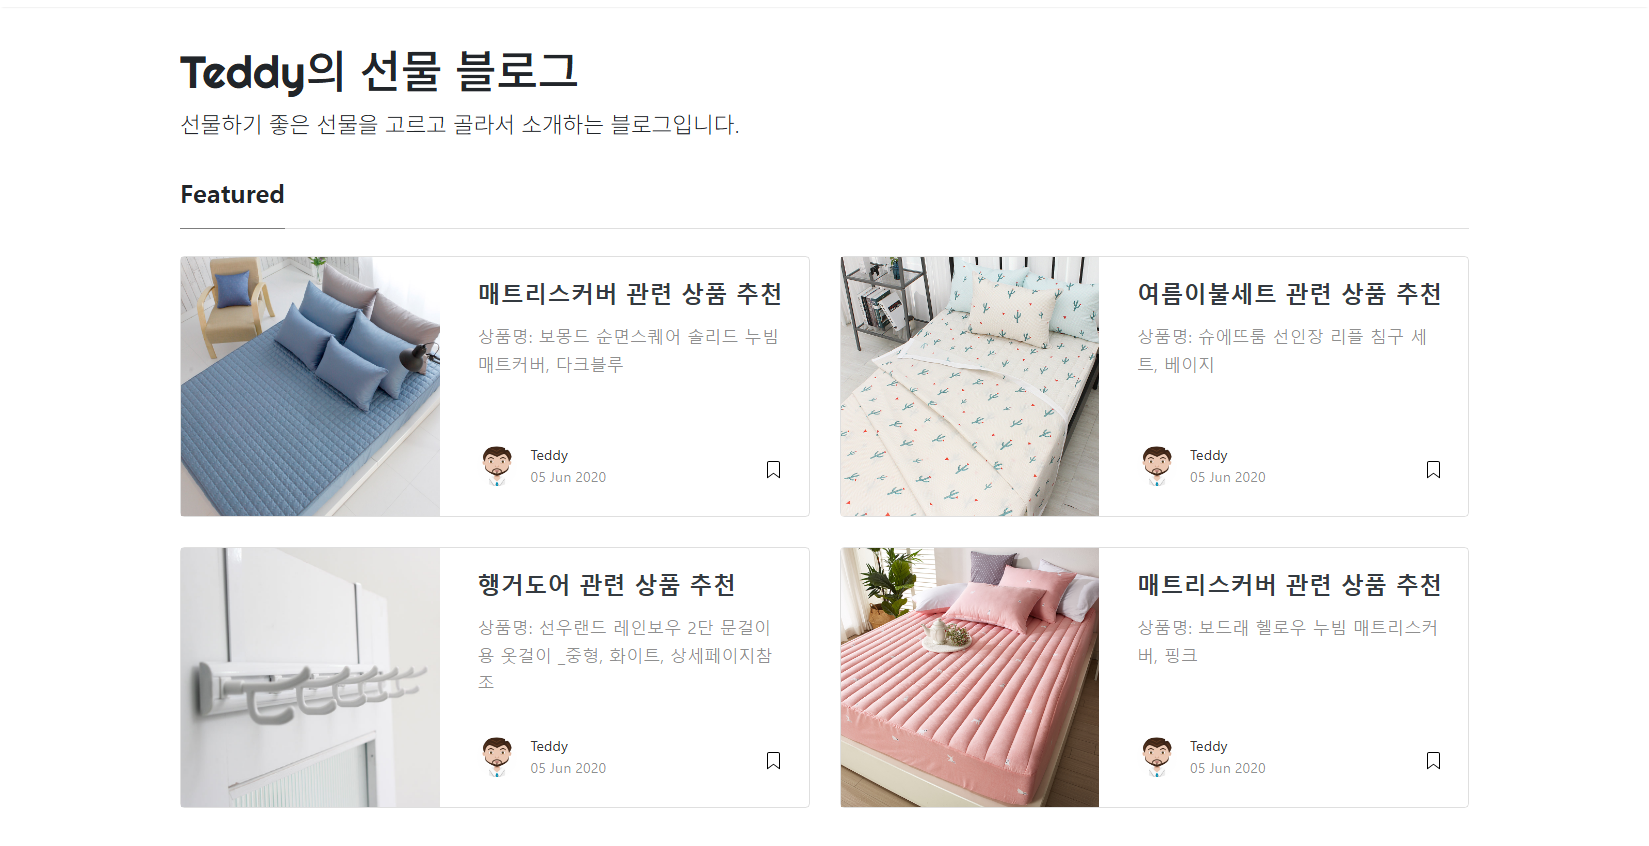 Teddy의 선물 블로그
선물하기 좋은 선물을 고르고 골라서 소개하는 블로그입니다.
Featured
매트리스커버 관련 상품 추천
상품명: 보몽드 순면스퀘어 솔리드 누빔
매트커버, 다크블루
Teddy
05 Jun 2020
여름이불세트 관련 상품 추천
상품명: 슈에뜨룸 선인장 리플 침구 세
트, 베이지
Teddy
05 Jun 2020
행거도어 관련 상품 추천
상품명: 선우랜드 레인보우 2단 문걸이
용 옷걸이 _중형, 화이트, 상세페이지참
조
Teddy
05 Jun 2020
매트리스커버 관련 상품 추천
상품명: 보드래 헬로우 누빔 매트리스커
버, 핑크
Teddy
05 Jun 2020